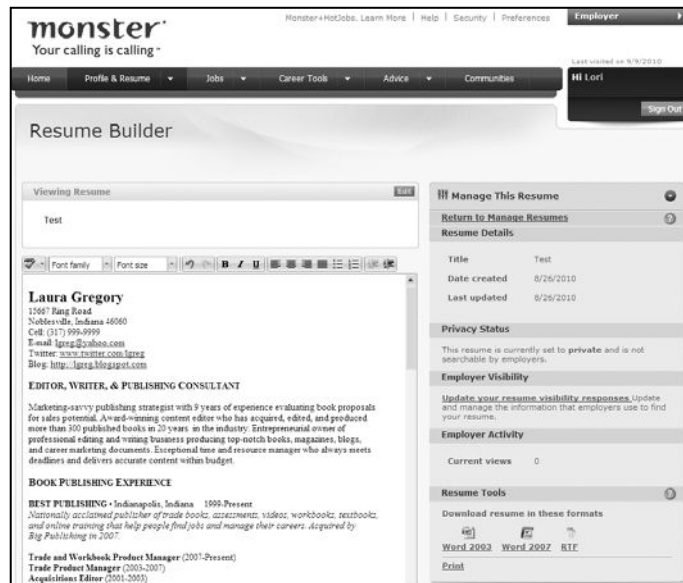 Monster+HotJobs. Learn More | Help | Security | Preferences
Employer
monster
Your calling is calling™
Last visited on 9/9/2010
Home Profile & Resume Jobs Career Tools Advice Communities
Hi Lori
Sign Out
Resume Builder
Viewing Resume
Edit
Test
Font family
Font size
B I U
Laura Gregory
15667 Ring Road
Noblesville, Indiana 46060
Cell: (317) 999-9999
E-mail: lgreg@yahoo.com
Twitter: www.twitter.com/lgreg
Blog: http://lgreg.blogspot.com
EDITOR, WRITER, & PUBLISHING CONSULTANT
Marketing-savvy publishing strategist with 9 years of experience evaluating book proposals
for sales potential. Award-winning content editor who has acquired, edited, and produced
more than 300 published books in 20 years in the industry. Entrepreneurial owner of
professional editing and writing business producing top-notch books, magazines, blogs,
and career marketing documents. Exceptional time and resource manager who always meets
deadlines and delivers accurate content within budget.
BOOK PUBLISHING EXPERIENCE
BEST PUBLISHING • Indianapolis, Indiana 1999-Present
Nationally acclaimed publisher of trade books, assessments, videos, workbooks, textbooks,
and online training that help people find jobs and manage their careers. Acquired by
Big Publishing in 2007.
Trade and Workbook Product Manager (2007-Present)
Trade Product Manager (2003-2007)
Acquisitions Editor (2001-2003)
Manage This Resume
Return to Manage Resumes
Resume Details
Title Test
Date created 8/26/2010
Last updated 8/26/2010
Privacy Status
This resume is currently set to private and is not
searchable by employers.
Employer Visibility
Update your resume visibility responses.Update
and manage the information that employers use to find
your resume.
Employer Activity
Current views 0
Resume Tools
Download resume in these formats
Word 2003 Word 2007 RTF
Print